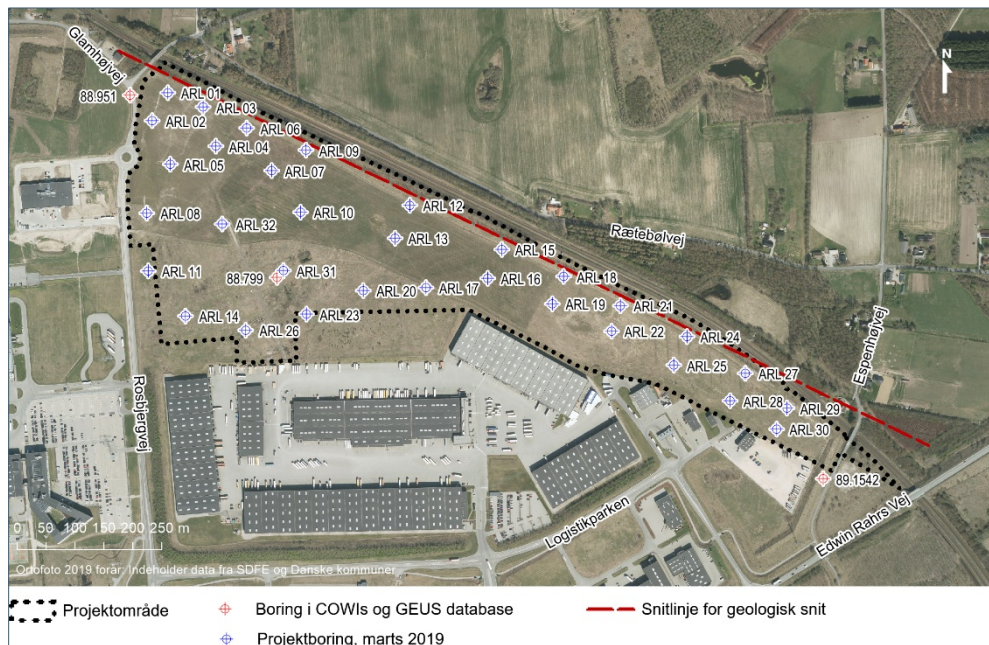 Glamhøjvej
88.951
ARL 01
ARL 03
ARL 02
ARL 06
ARL 04
ARL 09
ARL 05
ARL 07
ARL 08
ARL 10
ARL 32
ARL 12
ARL 13
ARL 15
Rætebølvej
ARL 11
ARL 31
88.799
ARL 16
ARL 18
ARL 20
ARL 17
ARL 19
ARL 21
ARL 14
ARL 23
ARL 26
ARL 22
ARL 24
ARL 25
ARL 27
Espenhøjvej
ARL 28
ARL 29
ARL 30
89.1542
Rosbjergvej
Logistikparken
Edwin Rahrs Vej
N
0 50 100 150 200 250 m
Ortofoto 2019 forår: Indeholder data fra SDFE og Danske kommuner
Projektområde
Boring i COWIs og GEUS database
Snitlinje for geologisk snit
Projektboring, marts 2019